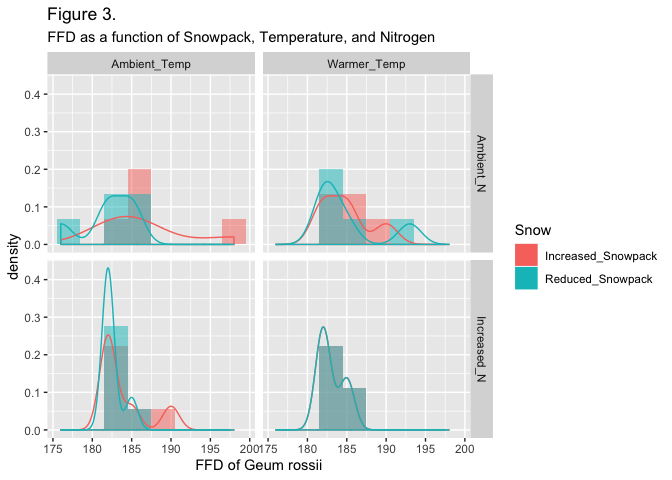 Figure 3.
FFD as a function of Snowpack, Temperature, and Nitrogen
Ambient_Temp
Warmer_Temp
0.4
0.3
0.2
0.1
0.0
Ambient_N
density
0.4
0.3
0.2
0.1
0.0
Increased_N
175 180 185 190 195 200
175 180 185 190 195 200
FFD of Geum rossii
Snow
Increased_Snowpack
Reduced_Snowpack